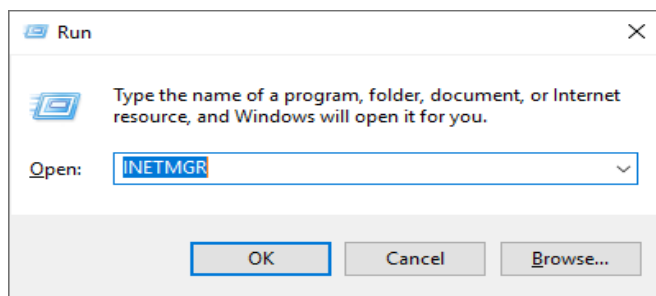 Run
Type the name of a program, folder, document, or Internet
resource, and Windows will open it for you.
Open: INETMGR
OK Cancel Browse...